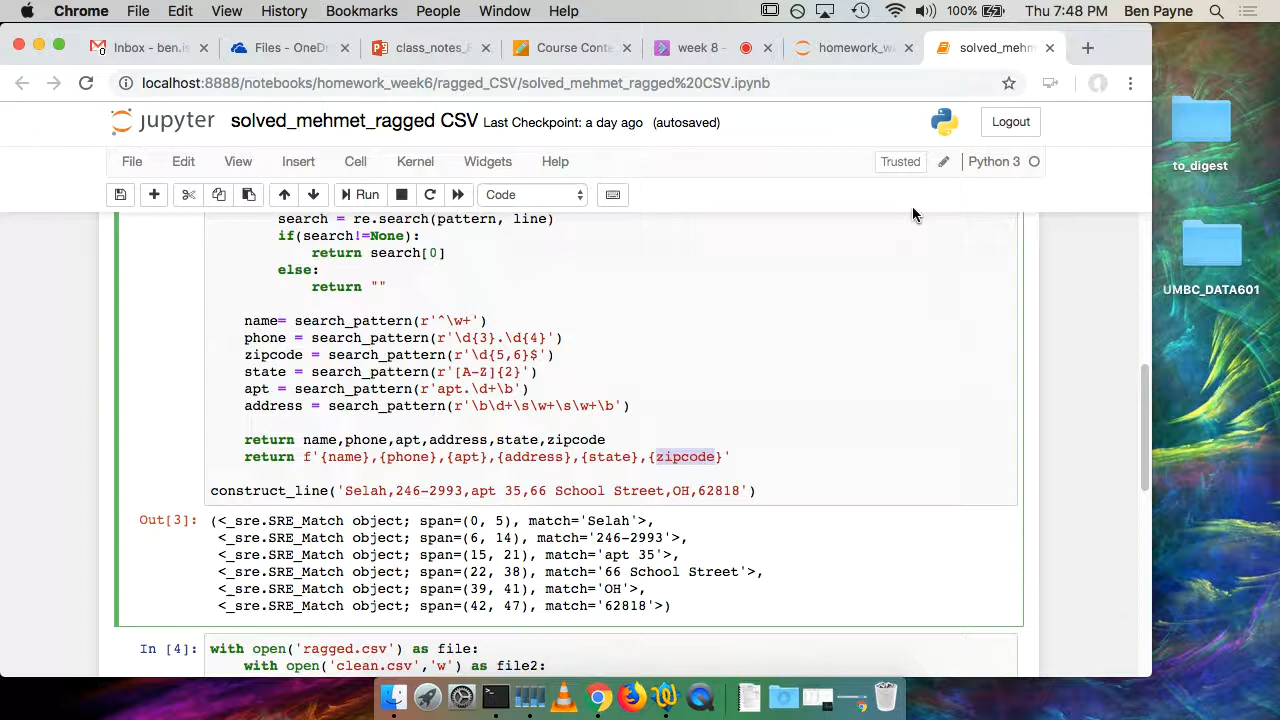 Chrome File Edit View History Bookmarks People Window Help 100% Thu 7:48 PM Ben Payne
Inbox - ben.is Files - OneDr class_notes_8 Course Conte week 8 - homework_we solved_mehm
localhost:8888/notebooks/homework_week6/ragged_CSV/solved_mehmet_ragged%20CSV.ipynb
jupyter solved_mehmet_ragged CSV Last Checkpoint: a day ago (autosaved) Logout
File Edit View Insert Cell Kernel Widgets Help Trusted Python 3
Run Code
to_digest
UMBC_DATA601
search = re.search(pattern, line)
if(search!=None):
return search[0]
else:
return ""
name= search_pattern(r'^\w+')
phone = search_pattern(r'\d{3}.\d{4}')
zipcode = search_pattern(r'\d{5,6}$')
state = search_pattern(r'[A-Z]{2}')
apt = search_pattern(r'apt.\d+\b')
address = search_pattern(r'\b\d+\s\w+\s\w+\b')
return name,phone,apt,address,state,zipcode
return f'{name},{phone},{apt},{address},{state},{zipcode}'
construct_line('Selah,246-2993,apt 35,66 School Street,OH,62818')
Out[3]: (<_sre.SRE_Match object; span=(0, 5), match='Selah'>,
<_sre.SRE_Match object; span=(6, 14), match='246-2993'>,
<_sre.SRE_Match object; span=(15, 21), match='apt 35'>,
<_sre.SRE_Match object; span=(22, 38), match='66 School Street'>,
<_sre.SRE_Match object; span=(39, 41), match='OH'>,
<_sre.SRE_Match object; span=(42, 47), match='62818'>)
In [4]: with open('ragged.csv') as file:
with open('clean.csv','w') as file2: